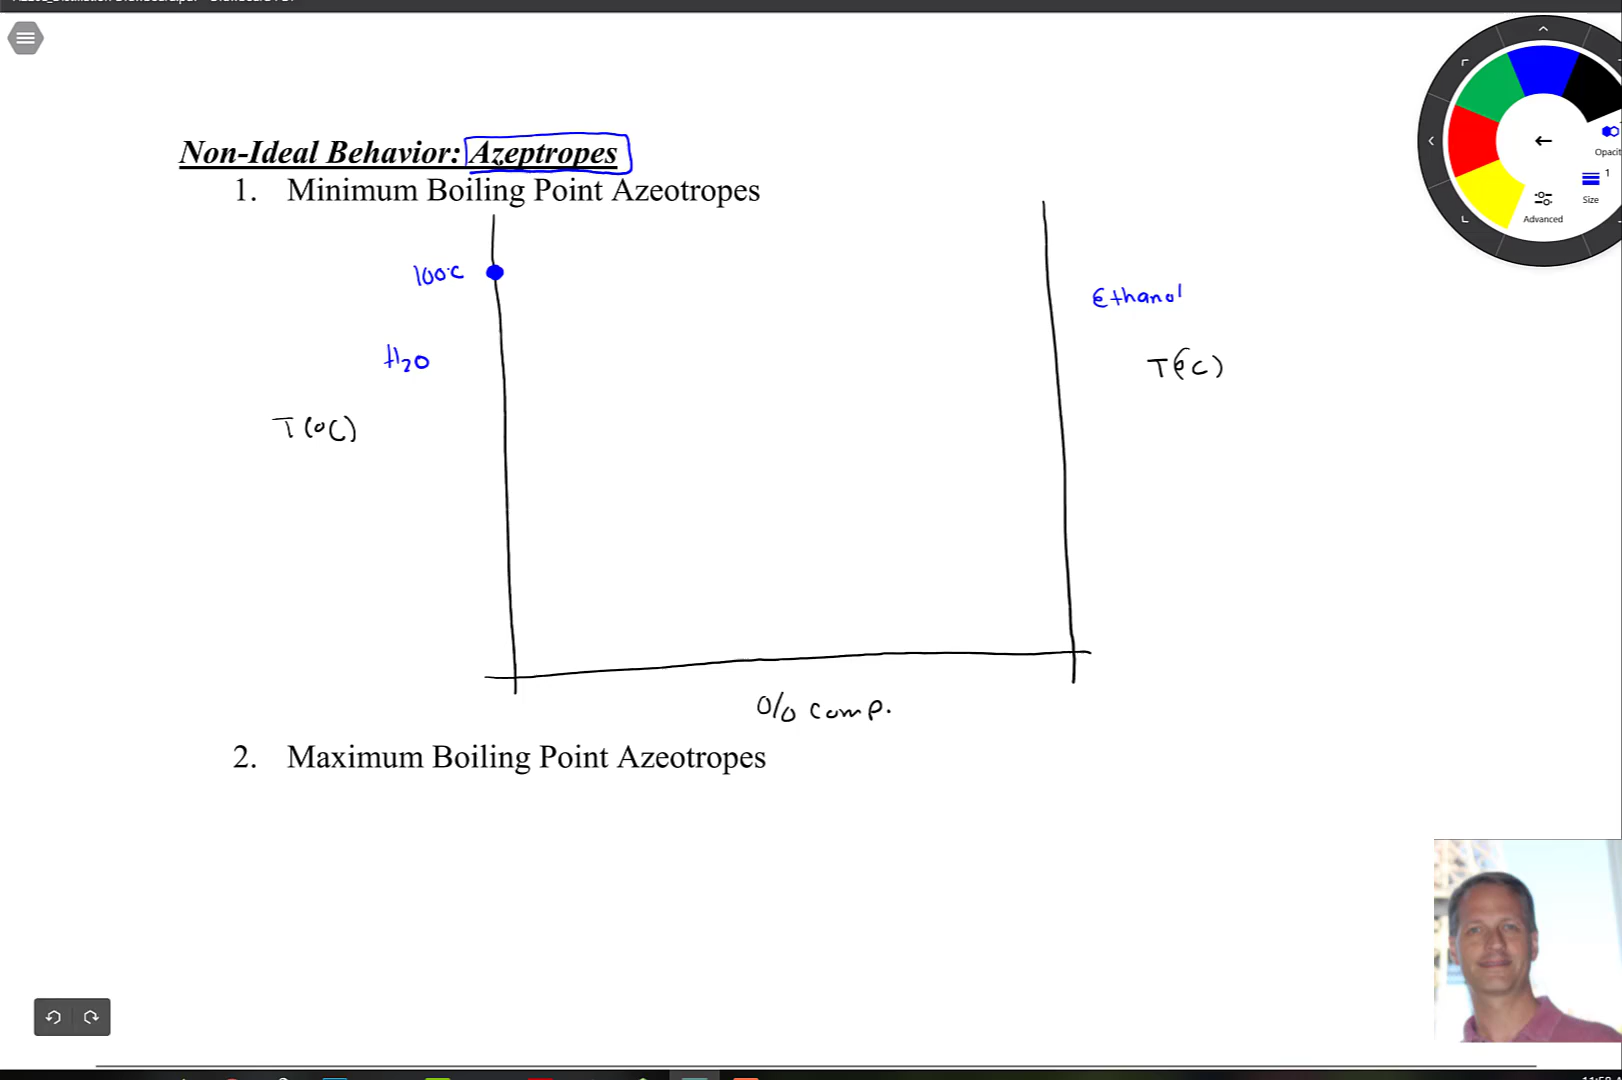 Non-Ideal Behavior: Azeptropes
1. Minimum Boiling Point Azeotropes
100°C
Ethanol
H2O
T(°C)
T(°C)
% comp.
2. Maximum Boiling Point Azeotropes
Opacit
1
Size
Advanced